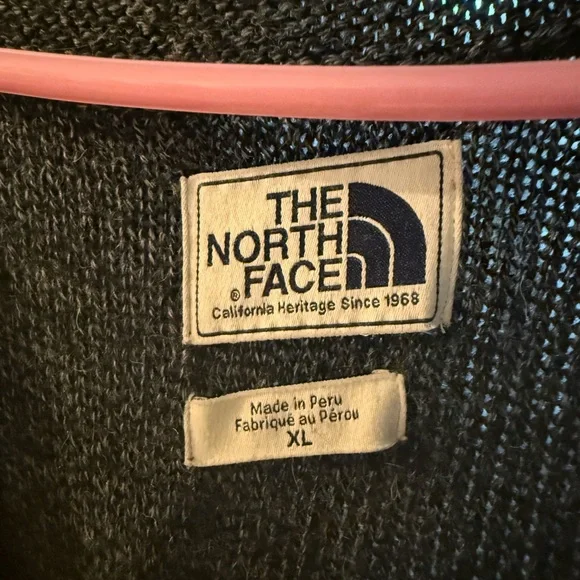 THE
NORTH
FACE
®
California Heritage Since 1968
Made in Peru
Fabriqué au Pérou
XL